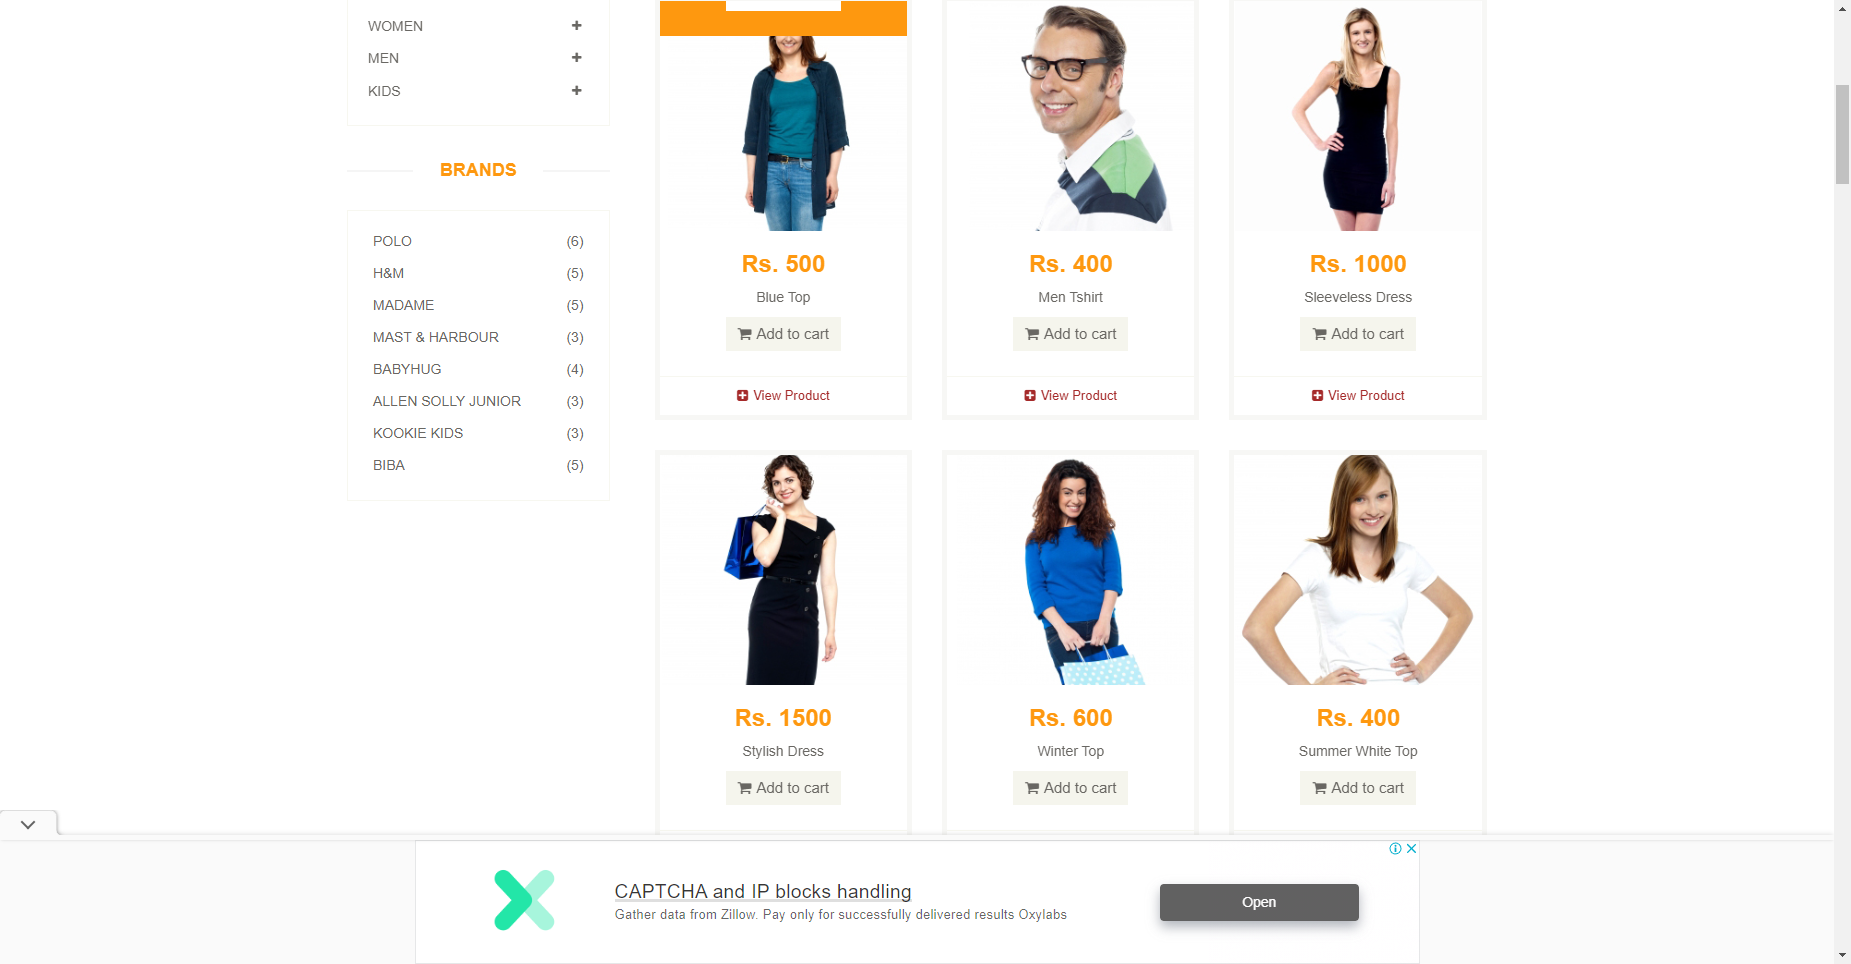 WOMEN
MEN
KIDS
BRANDS
POLO (6)
H&M (5)
MADAME (5)
MAST & HARBOUR (3)
BABYHUG (4)
ALLEN SOLLY JUNIOR (3)
KOOKIE KIDS (3)
BIBA (5)
Rs. 500
Blue Top
Add to cart
View Product
Rs. 400
Men Tshirt
Add to cart
View Product
Rs. 1000
Sleeveless Dress
Add to cart
View Product
Rs. 1500
Stylish Dress
Add to cart
Rs. 600
Winter Top
Add to cart
Rs. 400
Summer White Top
Add to cart
CAPTCHA and IP blocks handling
Gather data from Zillow. Pay only for successfully delivered results Oxylabs
Open